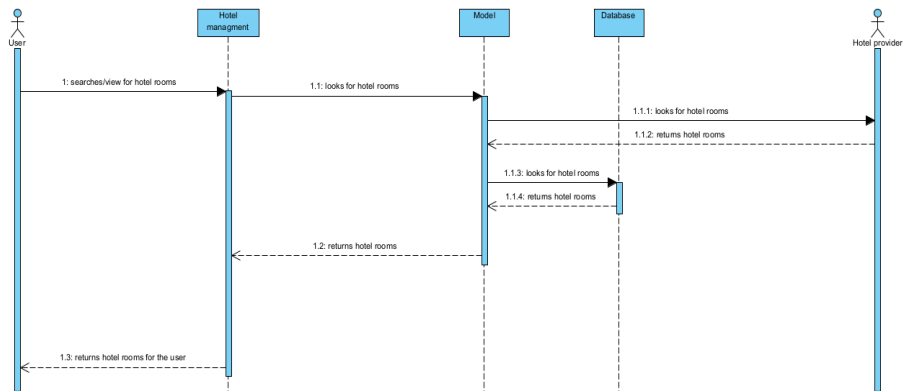 Hotel
managment
Model
Database
User
Hotel provider
1: searches/view for hotel rooms
1.1: looks for hotel rooms
1.1.1: looks for hotel rooms
1.1.2: returns hotel rooms
1.1.3: looks for hotel rooms
1.1.4: returns hotel rooms
1.2: returns hotel rooms
1.3: returns hotel rooms for the user